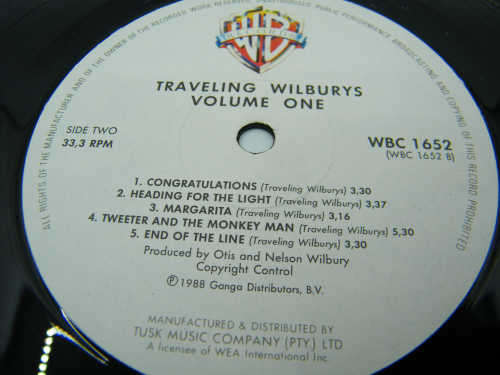 ALL RIGHTS OF THE MANUFACTURER AND OF THE OWNER OF THE RECORDED WORK RESERVED. UNAUTHORISED PUBLIC PERFORMANCE BROADCASTING AND COPYING OF THIS RECORD PROHIBITED
TRAVELING WILBURYS
VOLUME ONE
SIDE TWO
33,3 RPM
WBC 1652
(WBC 1652 B)
1. CONGRATULATIONS (Traveling Wilburys) 3,30
2. HEADING FOR THE LIGHT (Traveling Wilburys) 3,37
3. MARGARITA (Traveling Wilburys) 3,16
4. TWEETER AND THE MONKEY MAN (Traveling Wilburys) 5,30
5. END OF THE LINE (Traveling Wilburys) 3,30
Produced by Otis and Nelson Wilbury
Copyright Control
Ⓟ1988 Ganga Distributors, B.V.
MANUFACTURED & DISTRIBUTED BY
TUSK MUSIC COMPANY (PTY) LTD
A licensee of WEA International Inc.